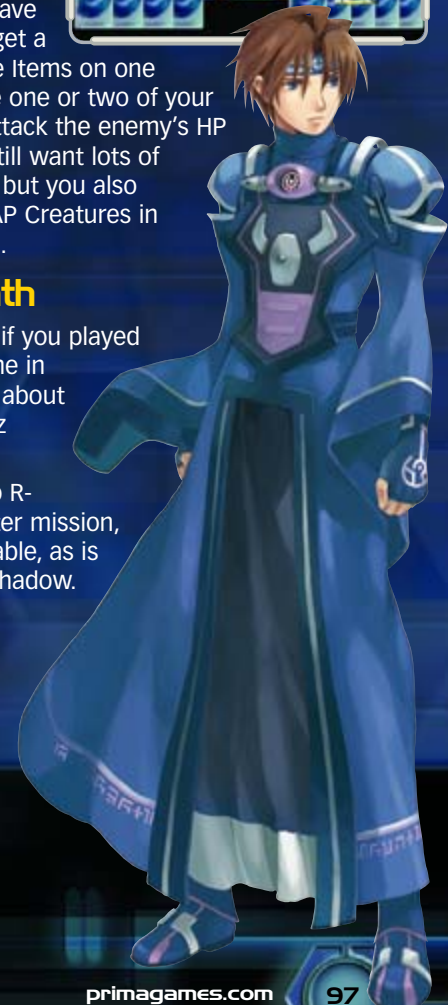 ave
get a
e Items on one
e one or two of your
ttack the enemy's HP
till want lots of
but you also
AP Creatures in
.
th
if you played
ne in
about
z
o R-
er mission,
able, as is
hadow.
primagames.com
97